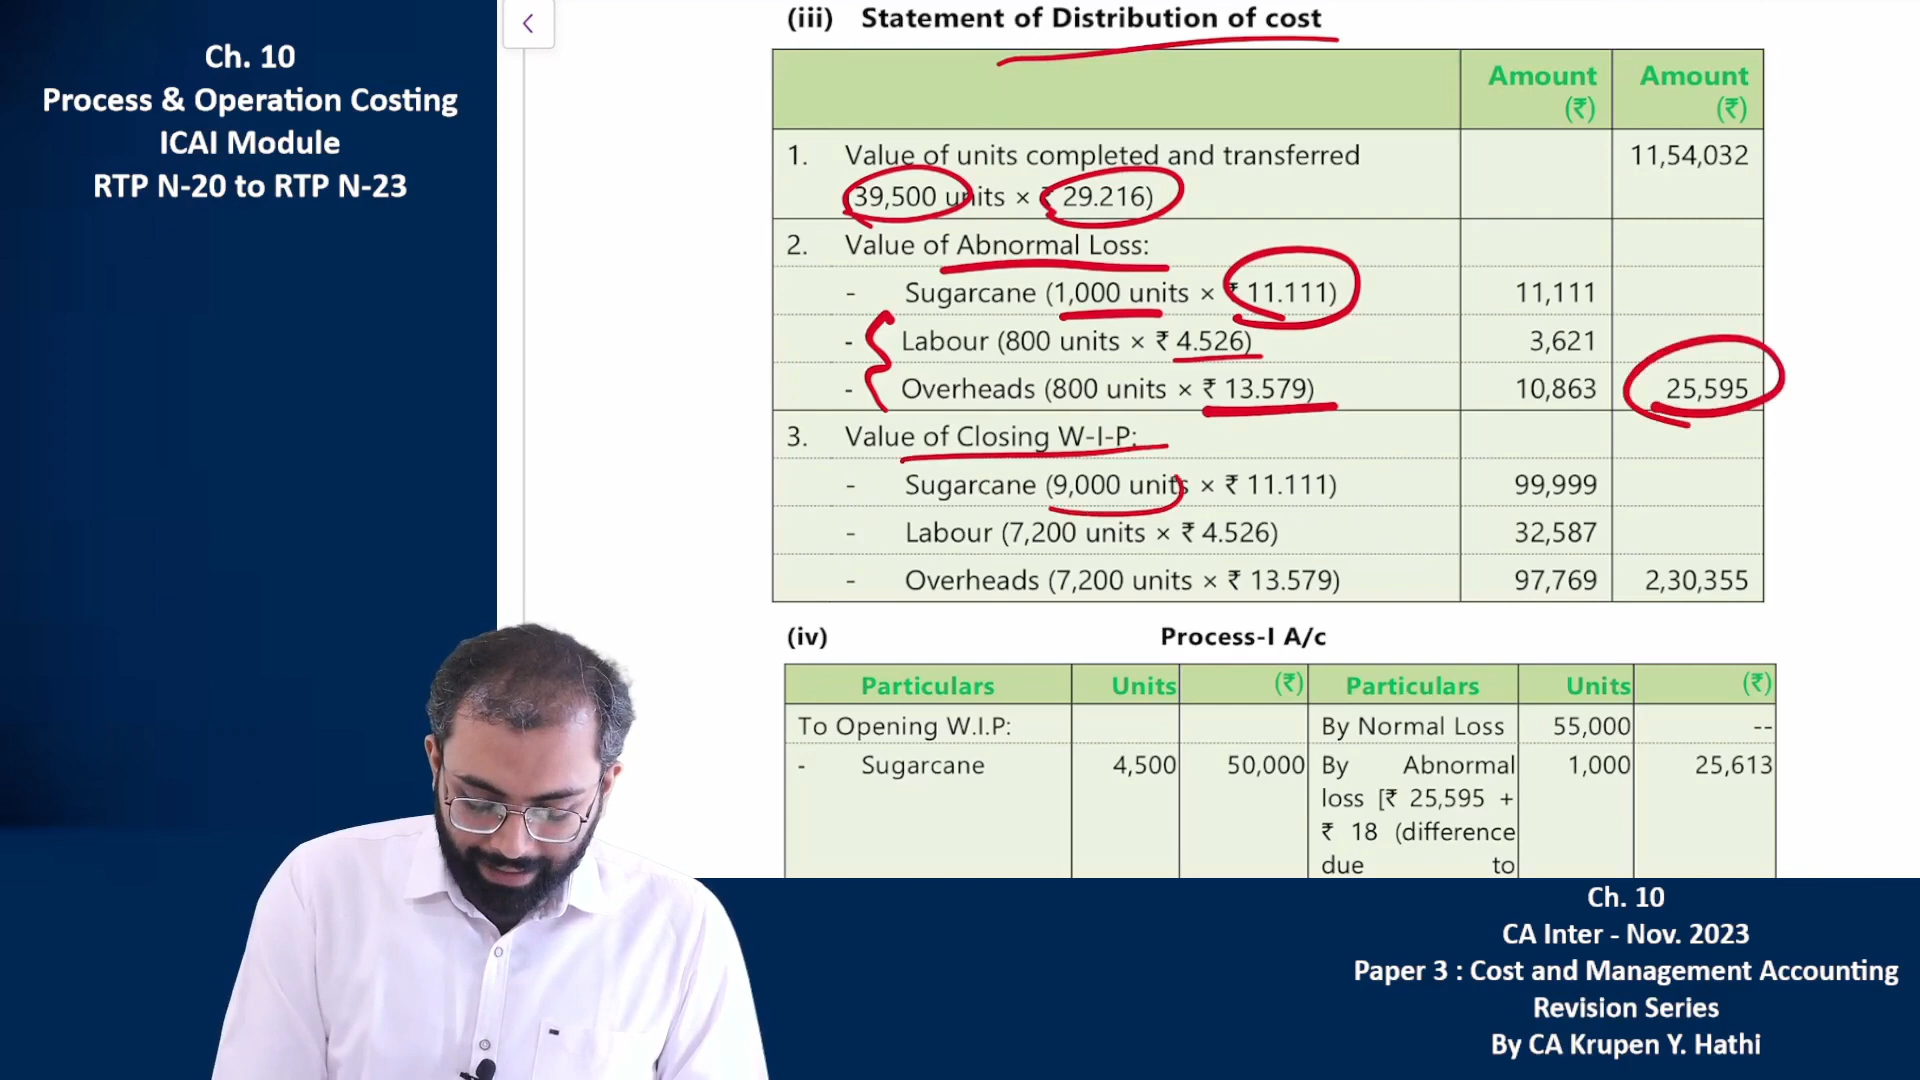 Ch. 10
Process & Operation Costing
ICAI Module
RTP N-20 to RTP N-23
(iii) Statement of Distribution of cost
Amount (₹) Amount (₹)
1. Value of units completed and transferred 11,54,032
(39,500 units × ₹ 29.216)
2. Value of Abnormal Loss:
- Sugarcane (1,000 units × ₹ 11.111) 11,111
- Labour (800 units × ₹ 4.526) 3,621
- Overheads (800 units × ₹ 13.579) 10,863 25,595
3. Value of Closing W-I-P:
- Sugarcane (9,000 units × ₹ 11.111) 99,999
- Labour (7,200 units × ₹ 4.526) 32,587
- Overheads (7,200 units × ₹ 13.579) 97,769 2,30,355
(iv) Process-I A/c
Particulars Units (₹) Particulars Units (₹)
To Opening W.I.P: By Normal Loss 55,000 --
- Sugarcane 4,500 50,000 By Abnormal 1,000 25,613
loss [₹ 25,595 +
₹ 18 (difference
due to
Ch. 10
CA Inter - Nov. 2023
Paper 3 : Cost and Management Accounting
Revision Series
By CA Krupen Y. Hathi